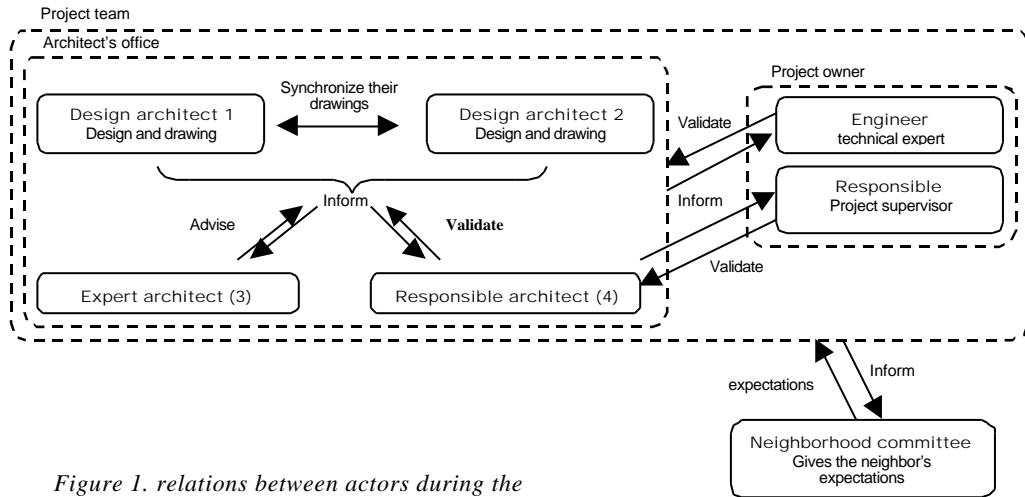 Project team
Architect's office
Synchronize their
drawings
Design architect 1
Design and drawing
Design architect 2
Design and drawing
Project owner
Engineer
technical expert
Validate
Inform
Responsible
Project supervisor
Validate
Inform
Advise
Validate
Expert architect (3)
Responsible architect (4)
expectations
Inform
Neighborhood committee
Gives the neighbor's
expectations
Figure 1. relations between actors during the